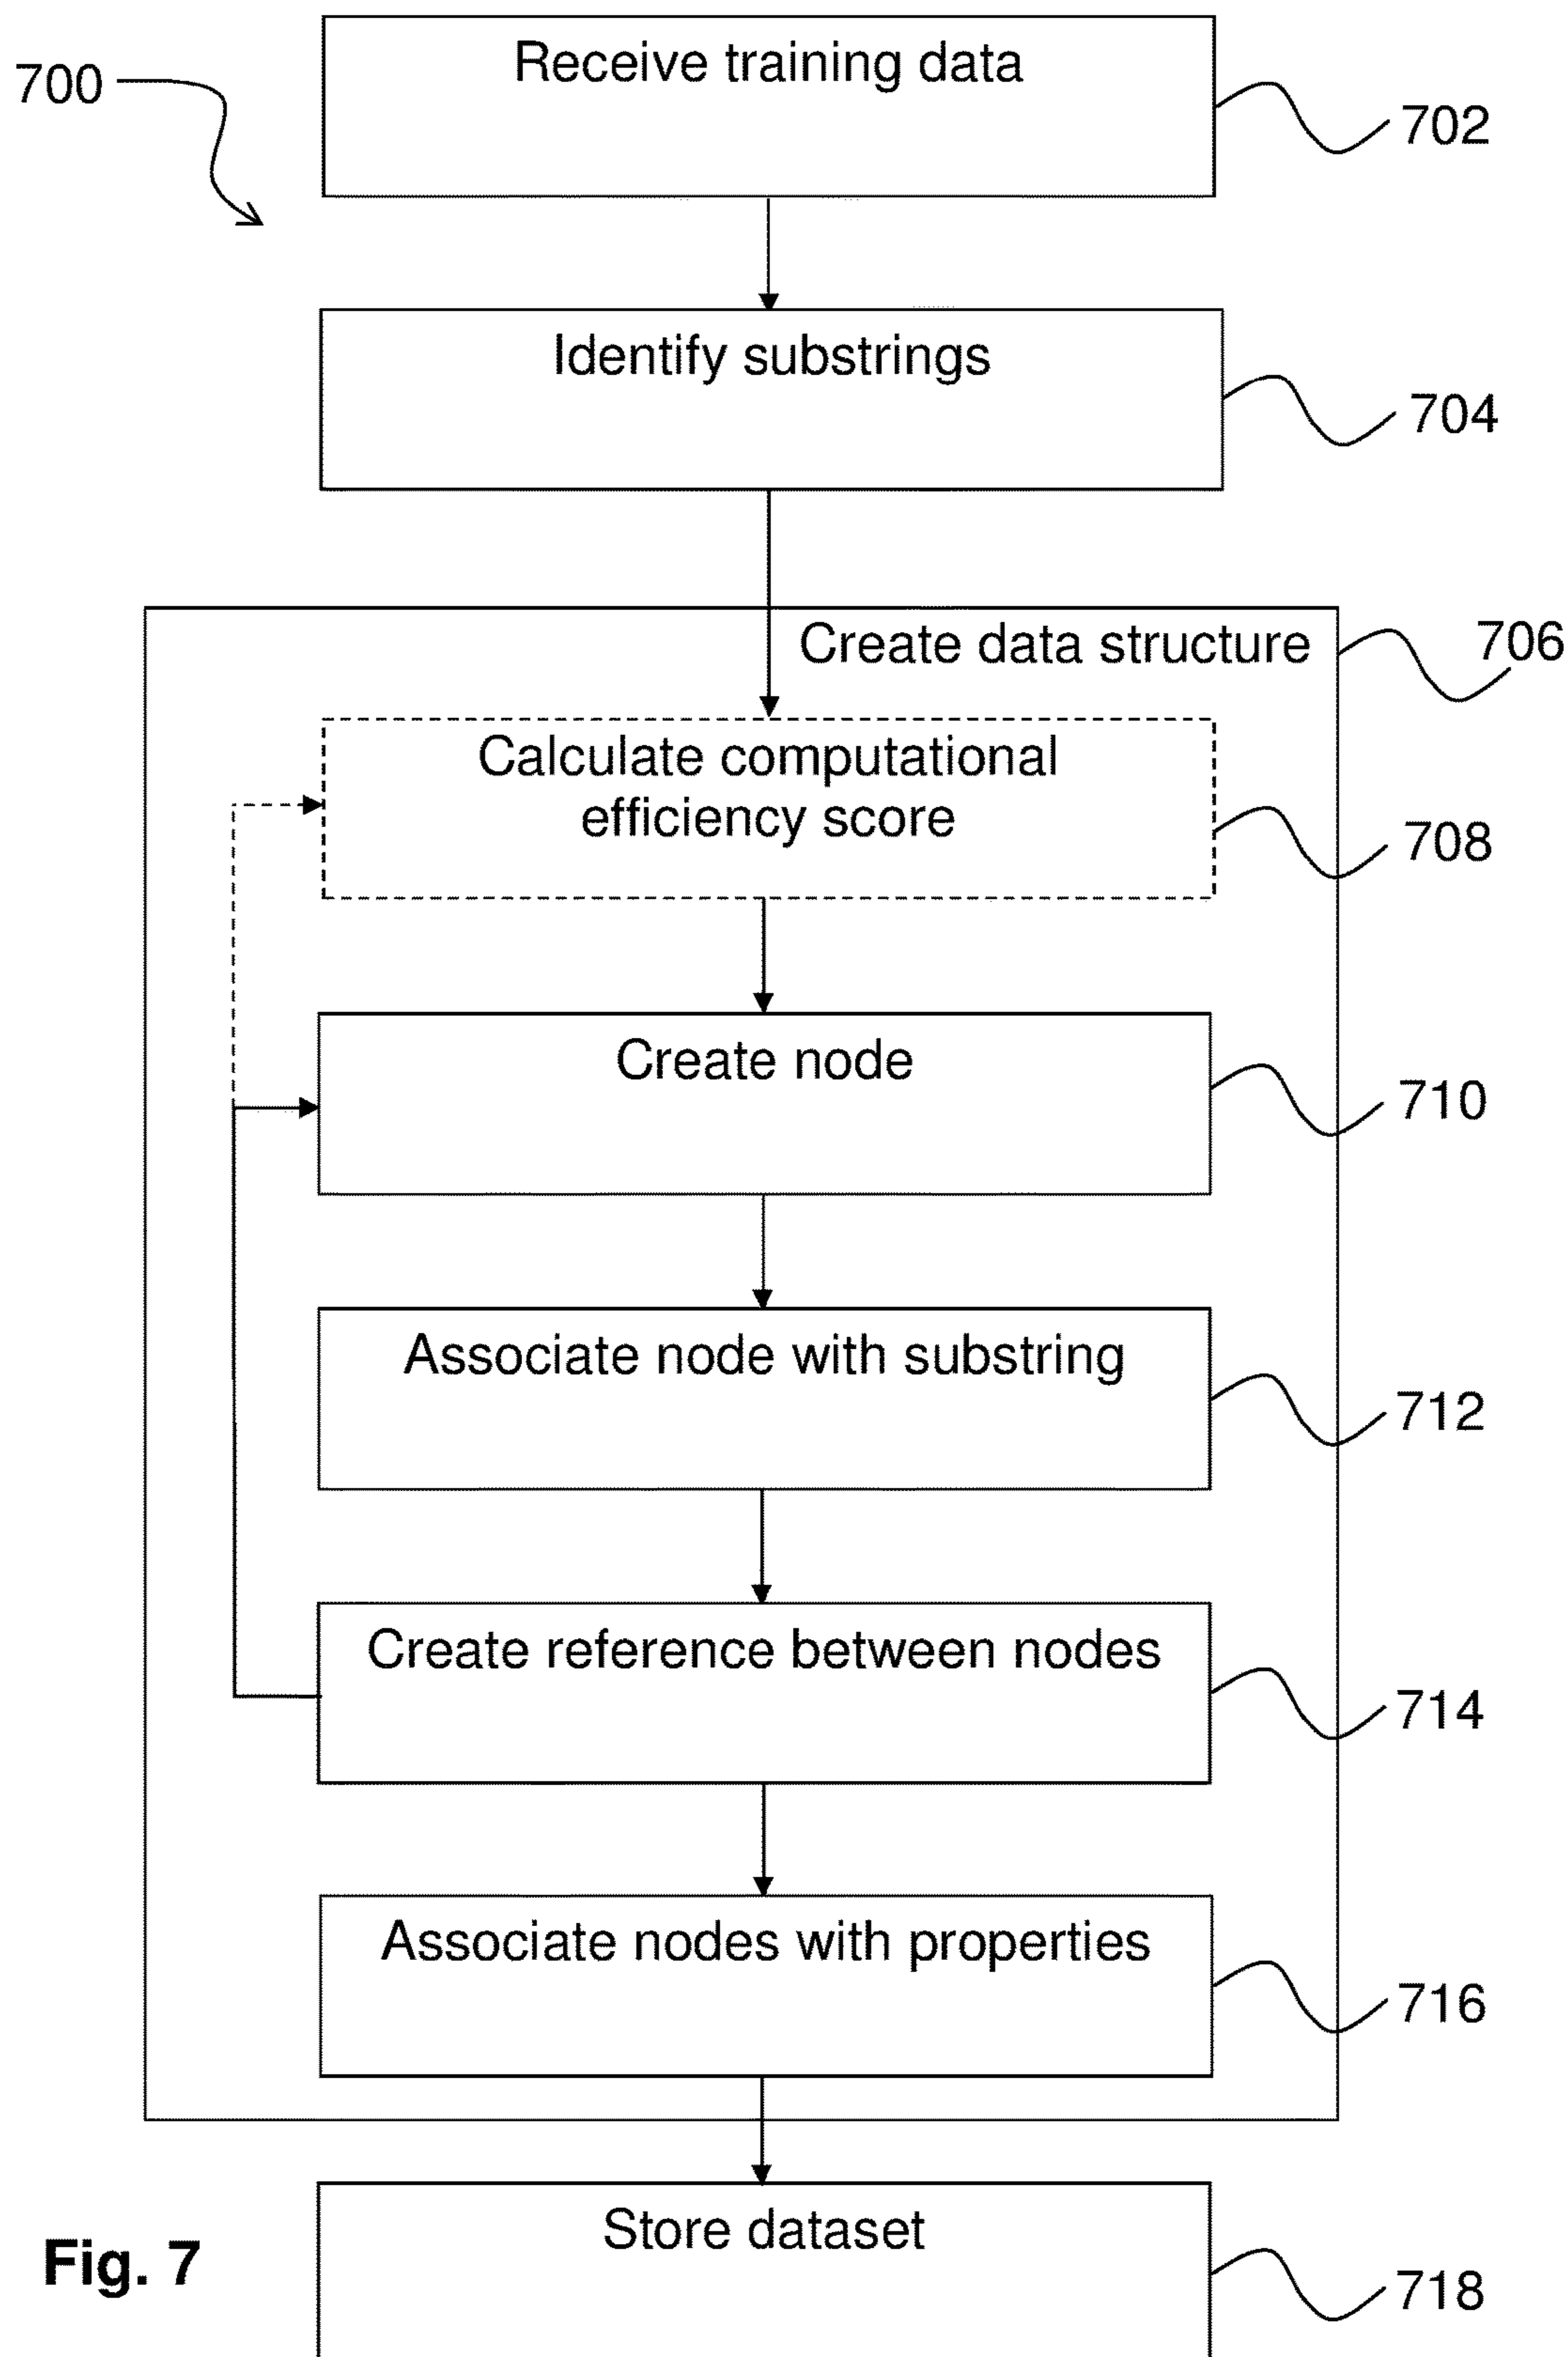 Receive training data
700
702
Identify substrings
704
Create data structure
706
Calculate computational
efficiency score
708
Create node
710
Associate node with substring
712
Create reference between nodes
714
Associate nodes with properties
716
Store dataset
Fig. 7
718